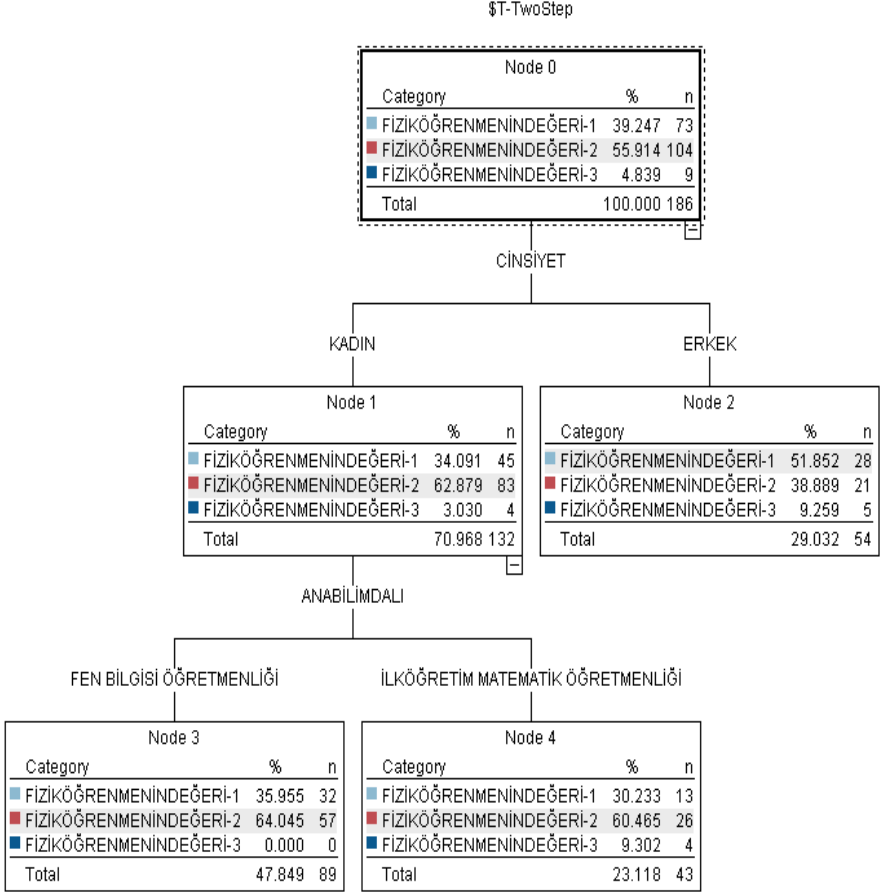 $T-TwoStep
Node 0
Category % n
FİZİKÖĞRENMENİNDEĞERİ-1 39.247 73
FİZİKÖĞRENMENİNDEĞERİ-2 55.914 104
FİZİKÖĞRENMENİNDEĞERİ-3 4.839 9
Total 100.000 186
CİNSİYET
KADIN
ERKEK
Node 1
Category % n
FİZİKÖĞRENMENİNDEĞERİ-1 34.091 45
FİZİKÖĞRENMENİNDEĞERİ-2 62.879 83
FİZİKÖĞRENMENİNDEĞERİ-3 3.030 4
Total 70.968 132
Node 2
Category % n
FİZİKÖĞRENMENİNDEĞERİ-1 51.852 28
FİZİKÖĞRENMENİNDEĞERİ-2 38.889 21
FİZİKÖĞRENMENİNDEĞERİ-3 9.259 5
Total 29.032 54
ANABİLİMDALI
FEN BİLGİSİ ÖĞRETMENLİĞİ
İLKÖĞRETİM MATEMATİK ÖĞRETMENLİĞİ
Node 3
Category % n
FİZİKÖĞRENMENİNDEĞERİ-1 35.955 32
FİZİKÖĞRENMENİNDEĞERİ-2 64.045 57
FİZİKÖĞRENMENİNDEĞERİ-3 0.000 0
Total 47.849 89
Node 4
Category % n
FİZİKÖĞRENMENİNDEĞERİ-1 30.233 13
FİZİKÖĞRENMENİNDEĞERİ-2 60.465 26
FİZİKÖĞRENMENİNDEĞERİ-3 9.302 4
Total 23.118 43